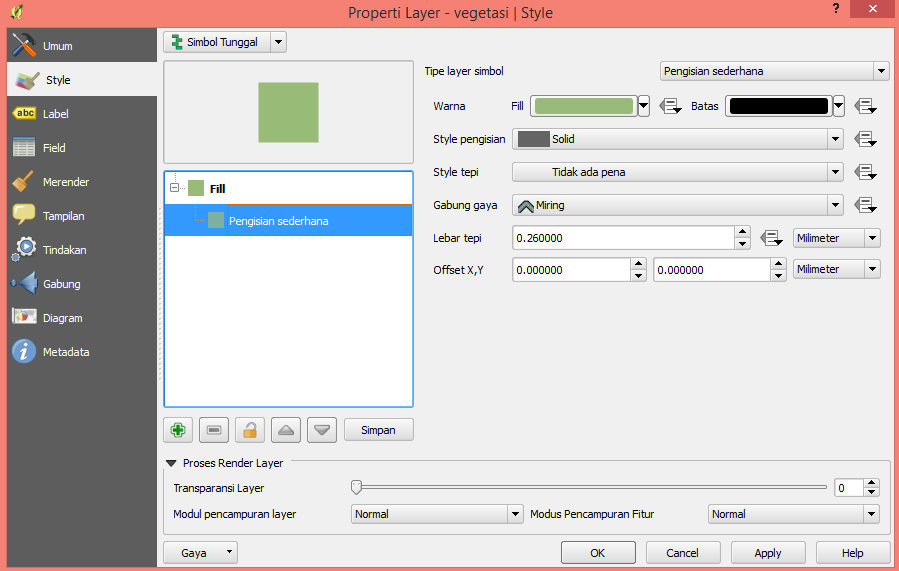 Properti Layer - vegetasi | Style
?
x
Umum
Style
abc Label
Field
Merender
Tampilan
Tindakan
Gabung
Diagram
i Metadata
Simbol Tunggal
Fill
Pengisian sederhana
Simpan
Tipe layer simbol Pengisian sederhana
Warna Fill Batas
Style pengisian Solid
Style tepi Tidak ada pena
Gabung gaya Miring
Lebar tepi 0.260000 Milimeter
Offset X,Y 0.000000 0.000000 Milimeter
Proses Render Layer
Transparansi Layer 0
Modul pencampuran layer Normal Modus Pencampuran Fitur Normal
Gaya OK Cancel Apply Help